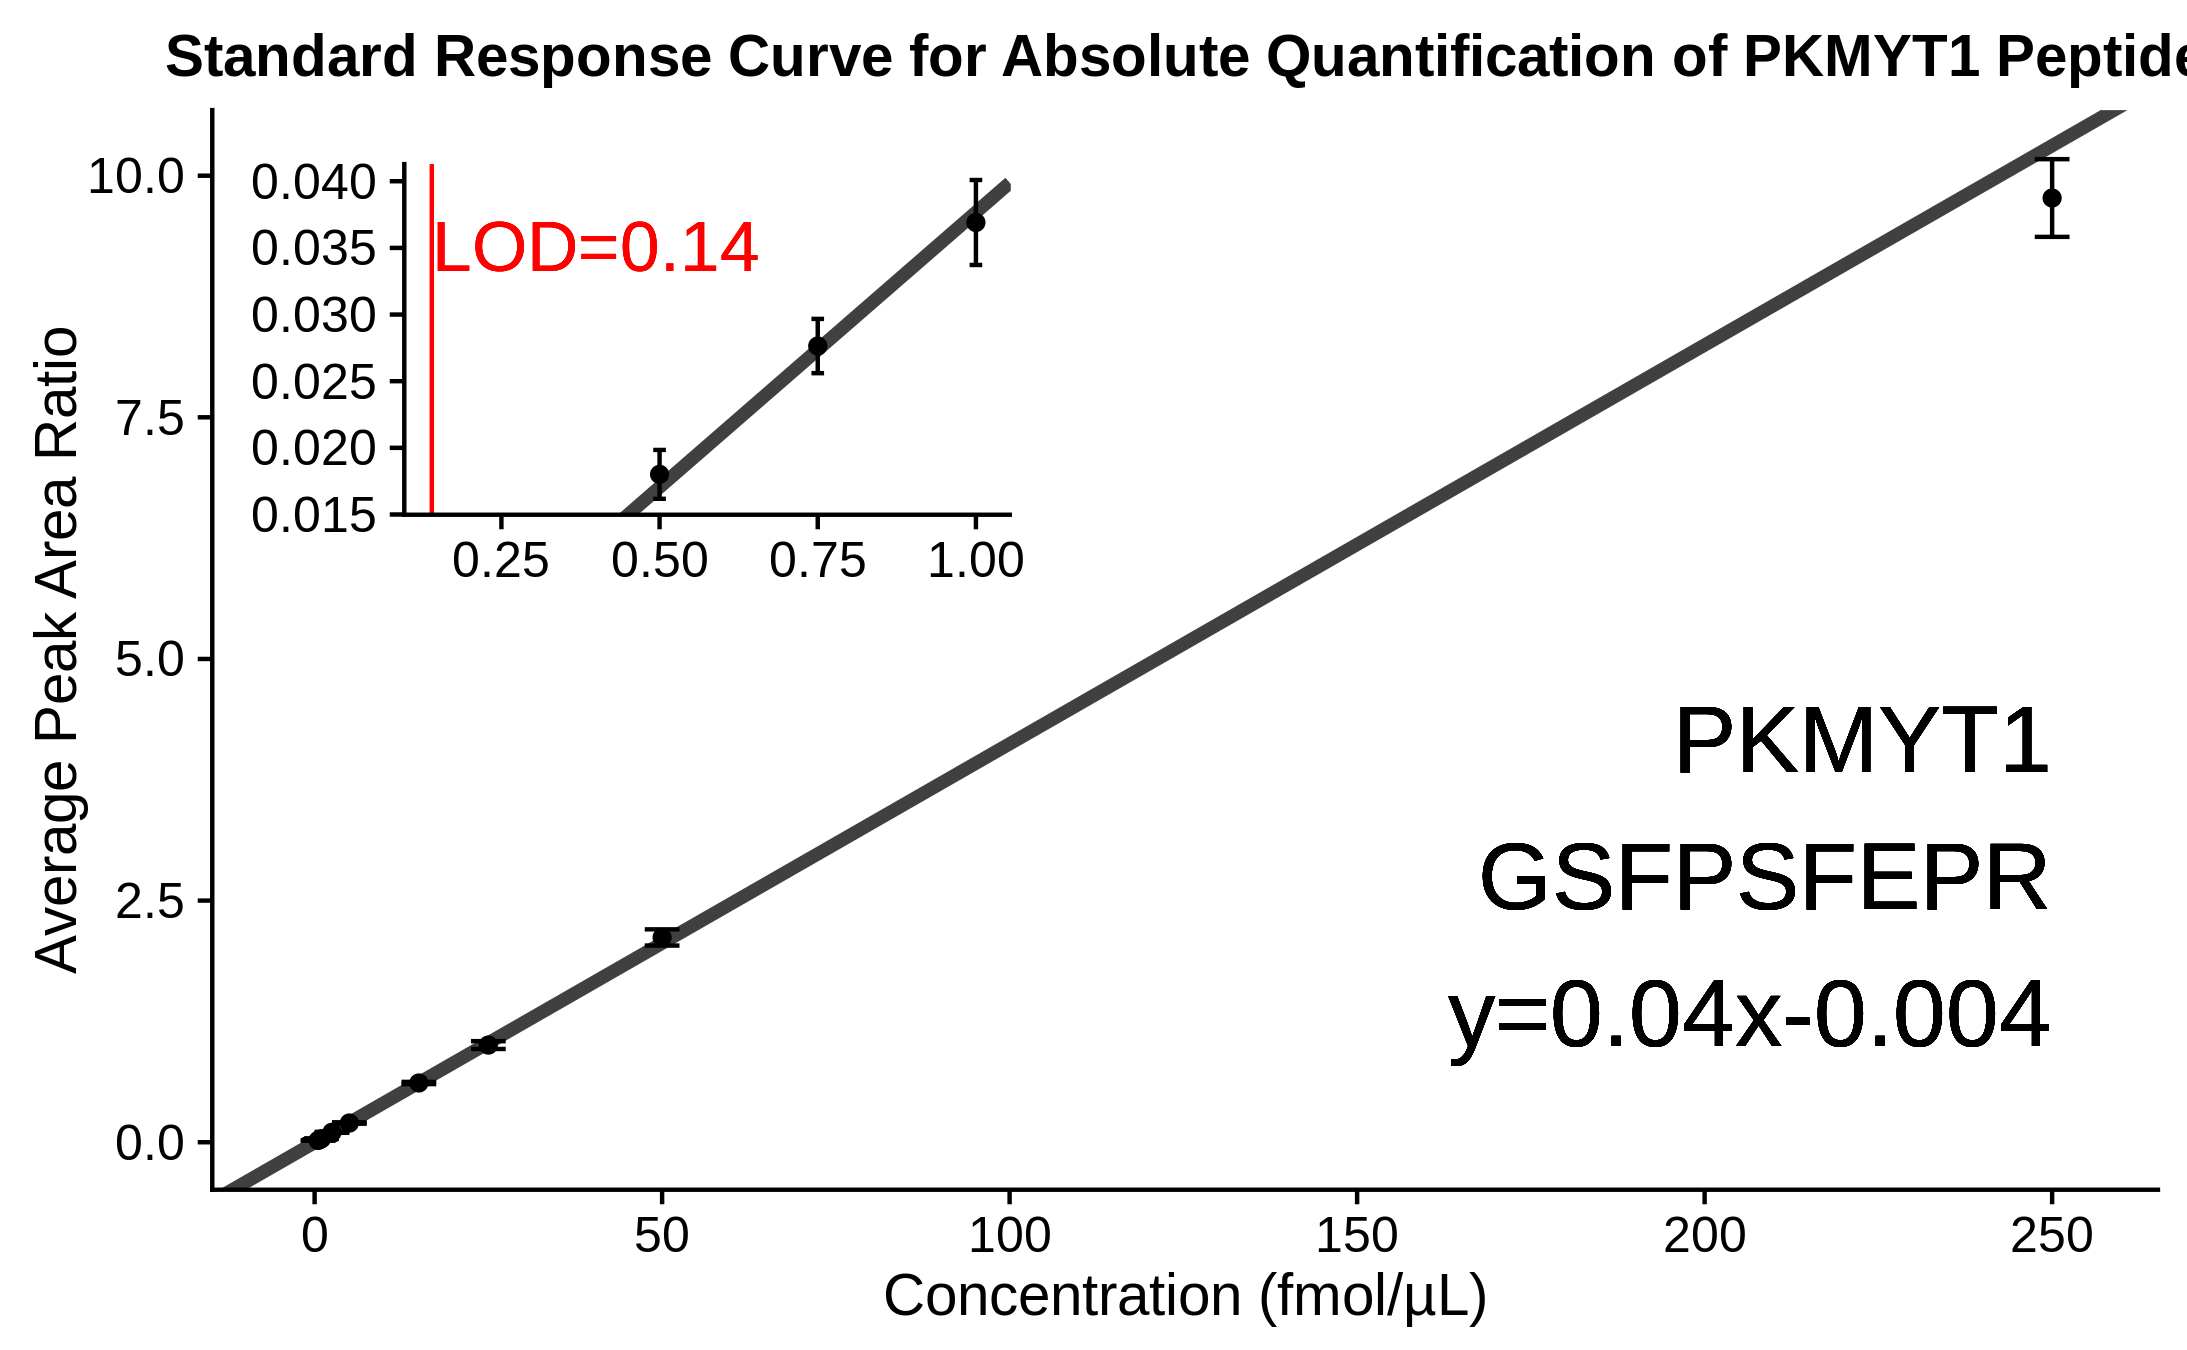 Standard Response Curve for Absolute Quantification of PKMYT1 Peptide
10.0
7.5
5.0
2.5
0.0
Average Peak Area Ratio
0.040
0.035
0.030
0.025
0.020
0.015
LOD=0.14
0.25 0.50 0.75 1.00
PKMYT1
GSFPSFEPR
y=0.04x-0.004
0 50 100 150 200 250
Concentration (fmol/µL)